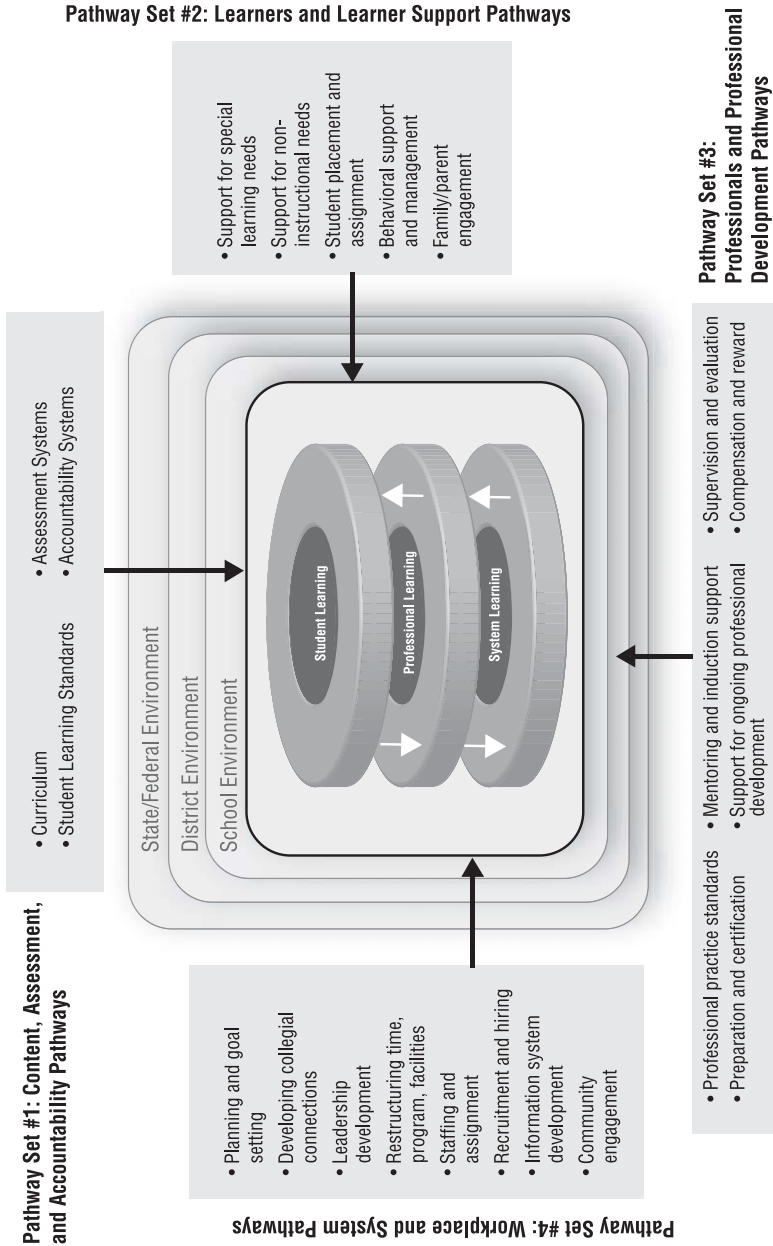 Pathway Set #1: Content, Assessment,
and Accountability Pathways
• Curriculum
• Student Learning Standards
• Assessment Systems
• Accountability Systems
Pathway Set #4: Workplace and System Pathways
• Planning and goal
setting
• Developing collegial
connections
• Leadership
development
• Restructuring time,
program, facilities
• Staffing and
assignment
• Recruitment and hiring
• Information system
development
• Community
engagement
State/Federal Environment
District Environment
School Environment
Student Learning
Professional Learning
System Learning
Pathway Set #2: Learners and Learner Support Pathways
• Support for special
learning needs
• Support for non-
instructional needs
• Student placement and
assignment
• Behavioral support
and management
• Family/parent
engagement
• Professional practice standards
• Preparation and certification
• Mentoring and induction support
• Support for ongoing professional
development
• Supervision and evaluation
• Compensation and reward
Pathway Set #3:
Professionals and Professional
Development Pathways